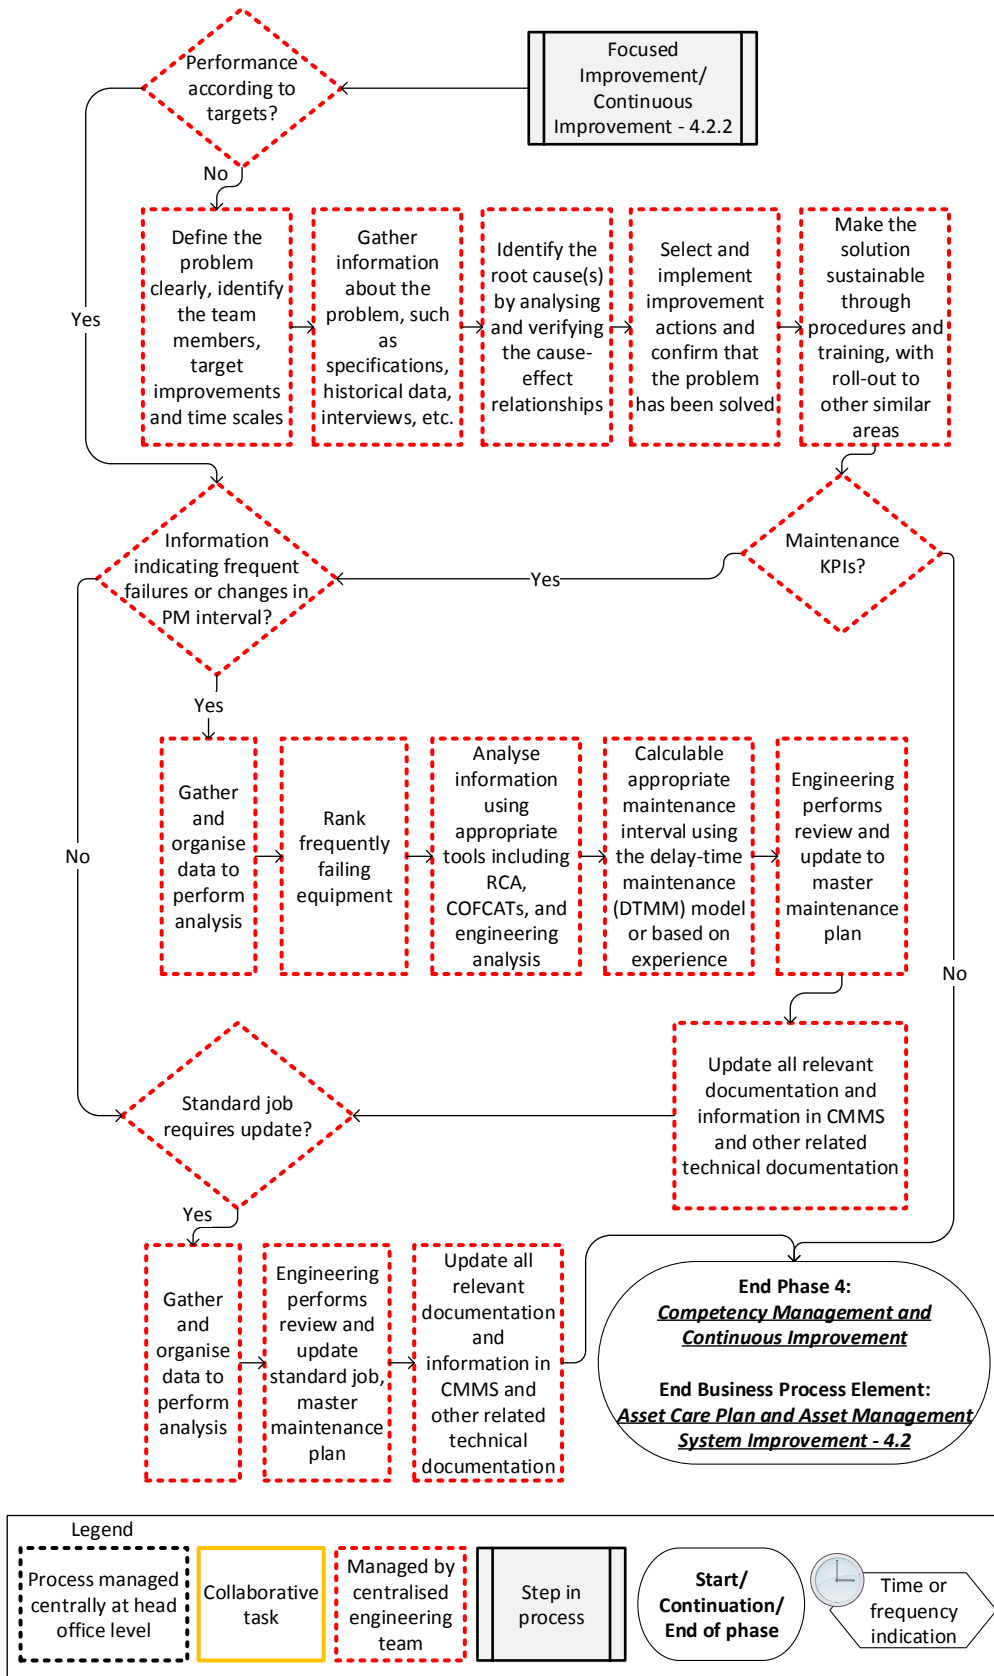 Performance
according to
targets?
Focused
Improvement/
Continuous
Improvement - 4.2.2
No
Yes
Define the
problem
clearly, identify
the team
members,
target
improvements
and time scales
Gather
information
about the
problem, such
as
specifications,
historical data,
interviews, etc.
Identify the
root cause(s)
by analysing
and verifying
the cause-
effect
relationships
Select and
implement
improvement
actions and
confirm that
the problem
has been solved
Make the
solution
sustainable
through
procedures and
training, with
roll-out to
other similar
areas
Information
indicating frequent
failures or changes in
PM interval?
Yes
Maintenance
KPIs?
Yes
No
No
Gather
and
organise
data to
perform
analysis
Rank
frequently
failing
equipment
Analyse
information
using
appropriate
tools including
RCA,
COFCATs, and
engineering
analysis
Calculable
appropriate
maintenance
interval using
the delay-time
maintenance
(DTMM) model
or based on
experience
Engineering
performs
review and
update to
master
maintenance
plan
Standard job
requires update?
Update all relevant
documentation and
information in CMMS
and other related
technical documentation
Yes
Gather
and
organise
data to
perform
analysis
Engineering
performs
review and
update
standard job,
master
maintenance
plan
Update all
relevant
documentation
and
information in
CMMS and
other related
technical
documentation
End Phase 4:
Competency Management and
Continuous Improvement
End Business Process Element:
Asset Care Plan and Asset Management
System Improvement - 4.2
Legend
Process managed
centrally at head
office level
Collaborative
task
Managed by
centralised
engineering
team
Step in
process
Start/
Continuation/
End of phase
Time or
frequency
indication